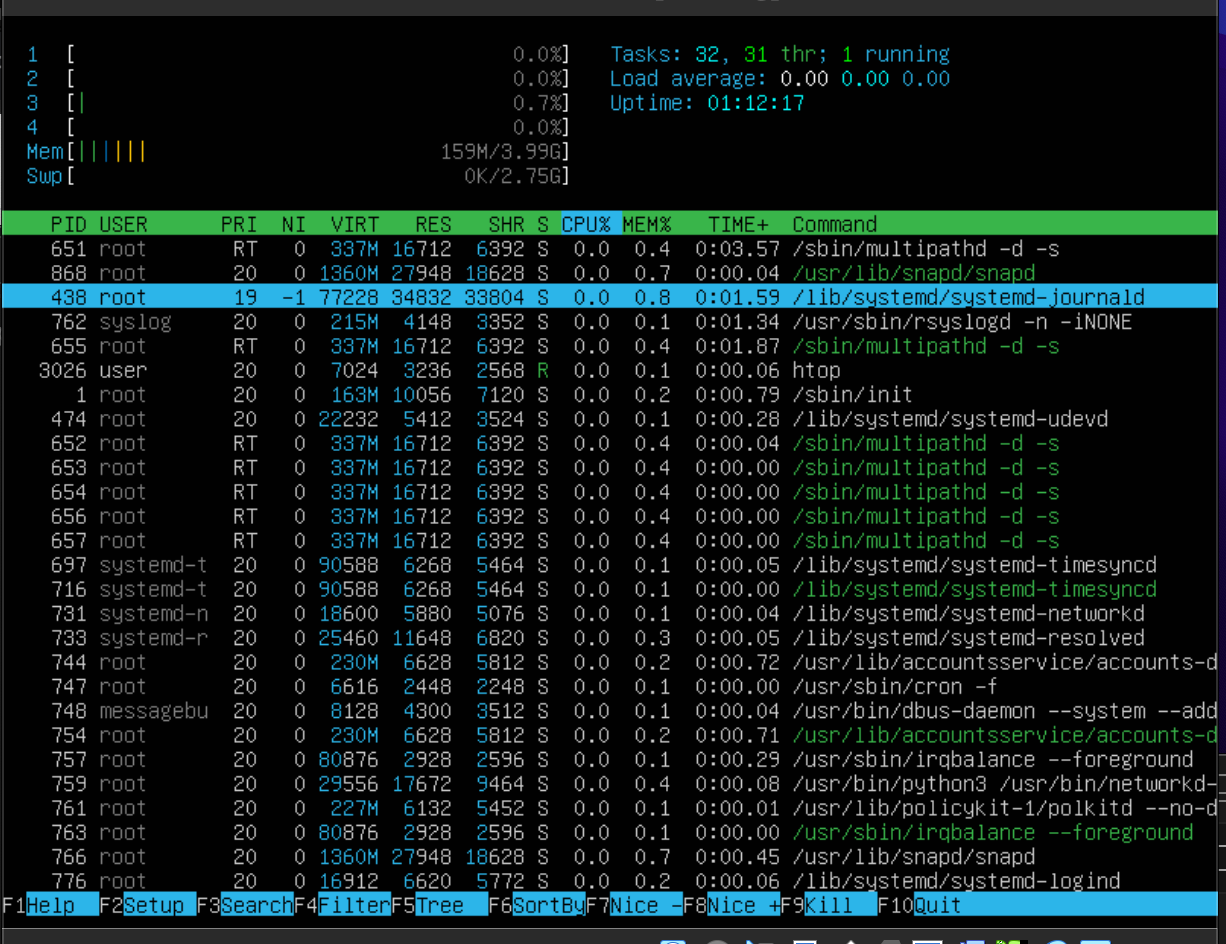 1 [ 0.0%] Tasks: 32, 31 thr; 1 running
2 [ 0.0%] Load average: 0.00 0.00 0.00
3 [| 0.7%] Uptime: 01:12:17
4 [ 0.0%]
Mem[|||||| 159M/3.99G]
Swp[ 0K/2.75G]
PID USER PRI NI VIRT RES SHR S CPU% MEM% TIME+ Command
651 root RT 0 337M 16712 6392 S 0.0 0.4 0:03.57 /sbin/multipathd -d -s
868 root 20 0 1360M 27948 18628 S 0.0 0.7 0:00.04 /usr/lib/snapd/snapd
438 root 19 -1 77228 34832 33804 S 0.0 0.8 0:01.59 /lib/systemd/systemd-journald
762 syslog 20 0 215M 4148 3352 S 0.0 0.1 0:01.34 /usr/sbin/rsyslogd -n -iNONE
655 root RT 0 337M 16712 6392 S 0.0 0.4 0:01.87 /sbin/multipathd -d -s
3026 user 20 0 7024 3236 2568 R 0.0 0.1 0:00.06 htop
1 root 20 0 163M 10056 7120 S 0.0 0.2 0:00.79 /sbin/init
474 root 20 0 22232 5412 3524 S 0.0 0.1 0:00.28 /lib/systemd/systemd-udevd
652 root RT 0 337M 16712 6392 S 0.0 0.4 0:00.04 /sbin/multipathd -d -s
653 root RT 0 337M 16712 6392 S 0.0 0.4 0:00.00 /sbin/multipathd -d -s
654 root RT 0 337M 16712 6392 S 0.0 0.4 0:00.00 /sbin/multipathd -d -s
656 root RT 0 337M 16712 6392 S 0.0 0.4 0:00.00 /sbin/multipathd -d -s
657 root RT 0 337M 16712 6392 S 0.0 0.4 0:00.00 /sbin/multipathd -d -s
697 systemd-t 20 0 90588 6268 5464 S 0.0 0.1 0:00.05 /lib/systemd/systemd-timesyncd
716 systemd-t 20 0 90588 6268 5464 S 0.0 0.1 0:00.00 /lib/systemd/systemd-timesyncd
731 systemd-n 20 0 18600 5880 5076 S 0.0 0.1 0:00.04 /lib/systemd/systemd-networkd
733 systemd-r 20 0 25460 11648 6820 S 0.0 0.3 0:00.05 /lib/systemd/systemd-resolved
744 root 20 0 230M 6628 5812 S 0.0 0.2 0:00.72 /usr/lib/accountsservice/accounts-d
747 root 20 0 6616 2448 2248 S 0.0 0.1 0:00.00 /usr/sbin/cron -f
748 messagebu 20 0 8128 4300 3512 S 0.0 0.1 0:00.04 /usr/bin/dbus-daemon --system --add
754 root 20 0 230M 6628 5812 S 0.0 0.2 0:00.71 /usr/lib/accountsservice/accounts-d
757 root 20 0 80876 2928 2596 S 0.0 0.1 0:00.29 /usr/sbin/irqbalance --foreground
759 root 20 0 29556 17672 9464 S 0.0 0.4 0:00.08 /usr/bin/python3 /usr/bin/networkd-
761 root 20 0 227M 6132 5452 S 0.0 0.1 0:00.01 /usr/lib/policykit-1/polkitd --no-d
763 root 20 0 80876 2928 2596 S 0.0 0.1 0:00.00 /usr/sbin/irqbalance --foreground
766 root 20 0 1360M 27948 18628 S 0.0 0.7 0:00.45 /usr/lib/snapd/snapd
776 root 20 0 16912 6620 5772 S 0.0 0.2 0:00.06 /lib/systemd/systemd-logind
F1Help F2Setup F3SearchF4FilterF5Tree F6SortByF7Nice -F8Nice +F9Kill F10Quit